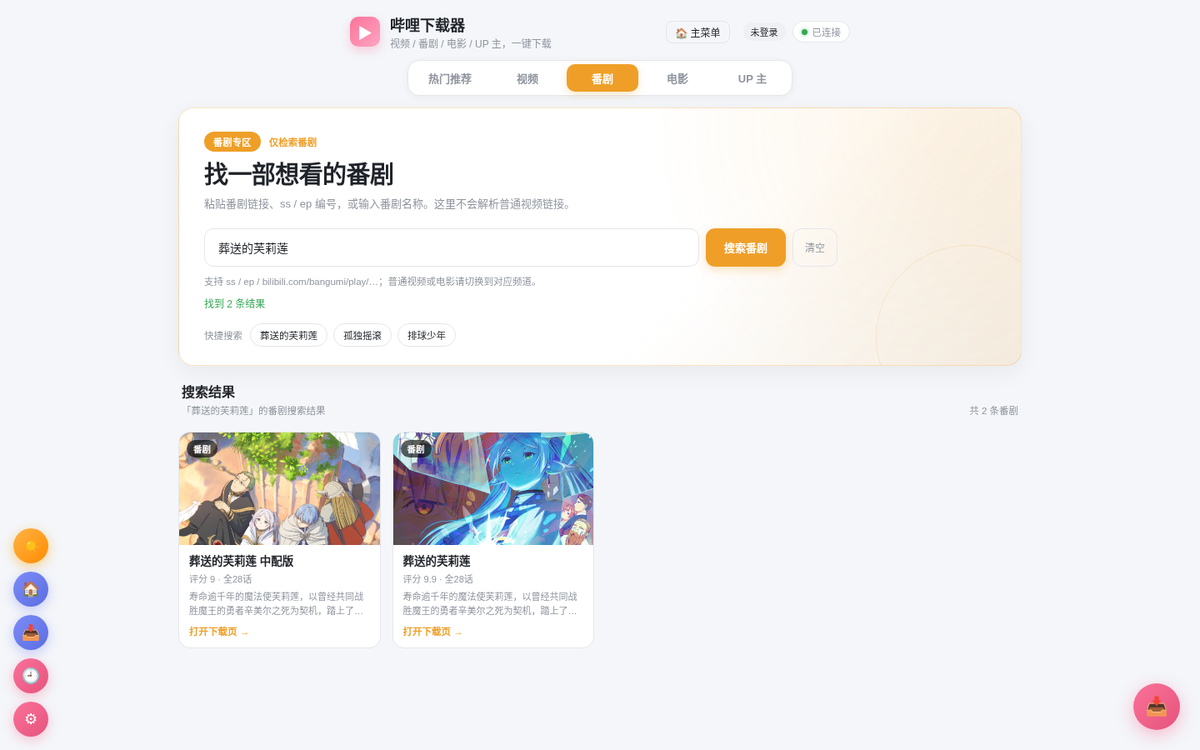 哔哩下载器
视频 / 番剧 / 电影 / UP 主，一键下载
🏠 主菜单
未登录
已连接
热门推荐
视频
番剧
电影
UP 主
番剧专区
仅检索番剧
找一部想看的番剧
粘贴番剧链接、ss / ep 编号，或输入番剧名称。这里不会解析普通视频链接。
葬送的芙莉莲
搜索番剧
清空
支持 ss / ep / bilibili.com/bangumi/play/…；普通视频或电影请切换到对应频道。
找到 2 条结果
快捷搜索
葬送的芙莉莲
孤独摇滚
排球少年
搜索结果
「葬送的芙莉莲」的番剧搜索结果
共 2 条番剧
番剧
葬送的芙莉莲 中配版
评分 9 · 全28话
寿命逾千年的魔法使芙莉莲，以曾经共同战
胜魔王的勇者辛美尔之死为契机，踏上了…
打开下载页 →
番剧
葬送的芙莉莲
评分 9.9 · 全28话
寿命逾千年的魔法使芙莉莲，以曾经共同战
胜魔王的勇者辛美尔之死为契机，踏上了…
打开下载页 →